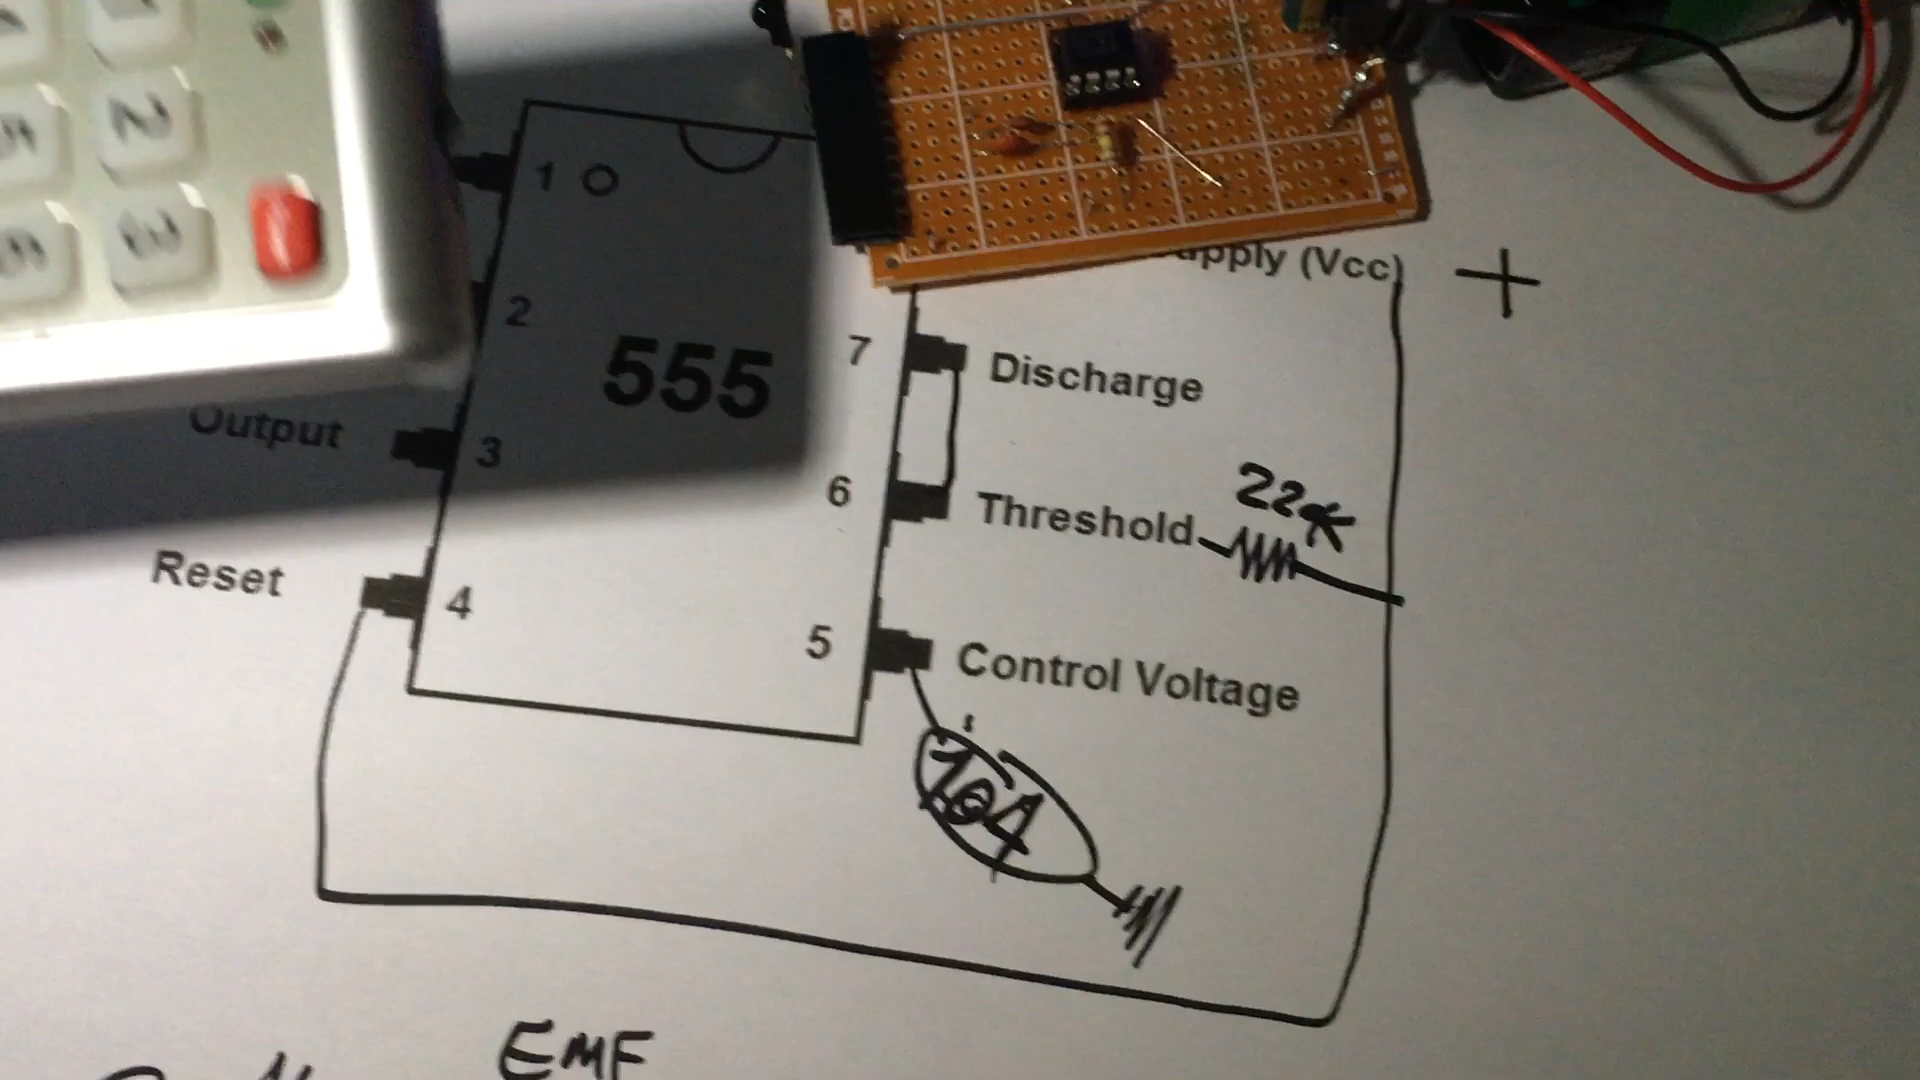 1
2
555
Output
3
Reset
4
upply (Vcc)
+
7
Discharge
6
Threshold
22K
5
Control Voltage
104
EMF